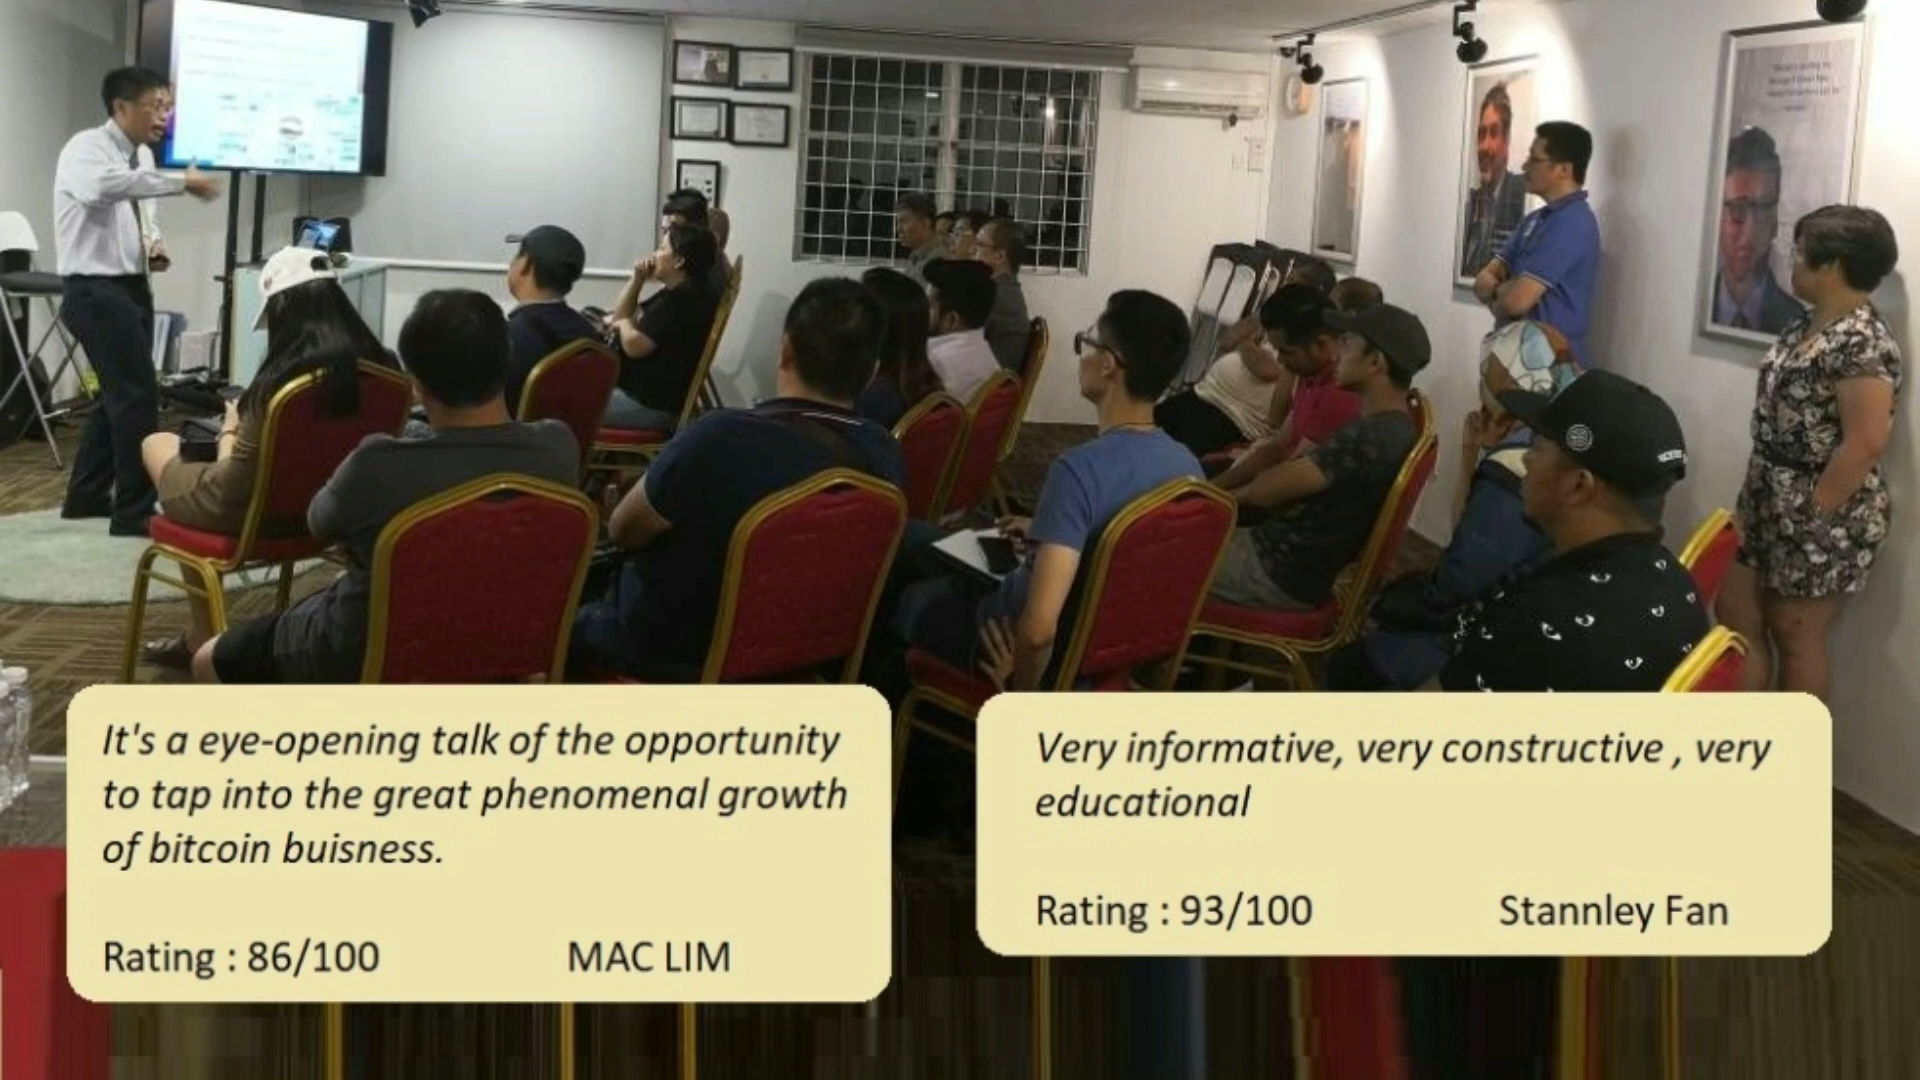 It's a eye-opening talk of the opportunity
to tap into the great phenomenal growth
of bitcoin buisness.
Rating : 86/100 MAC LIM
Very informative, very constructive , very
educational
Rating : 93/100 Stannley Fan